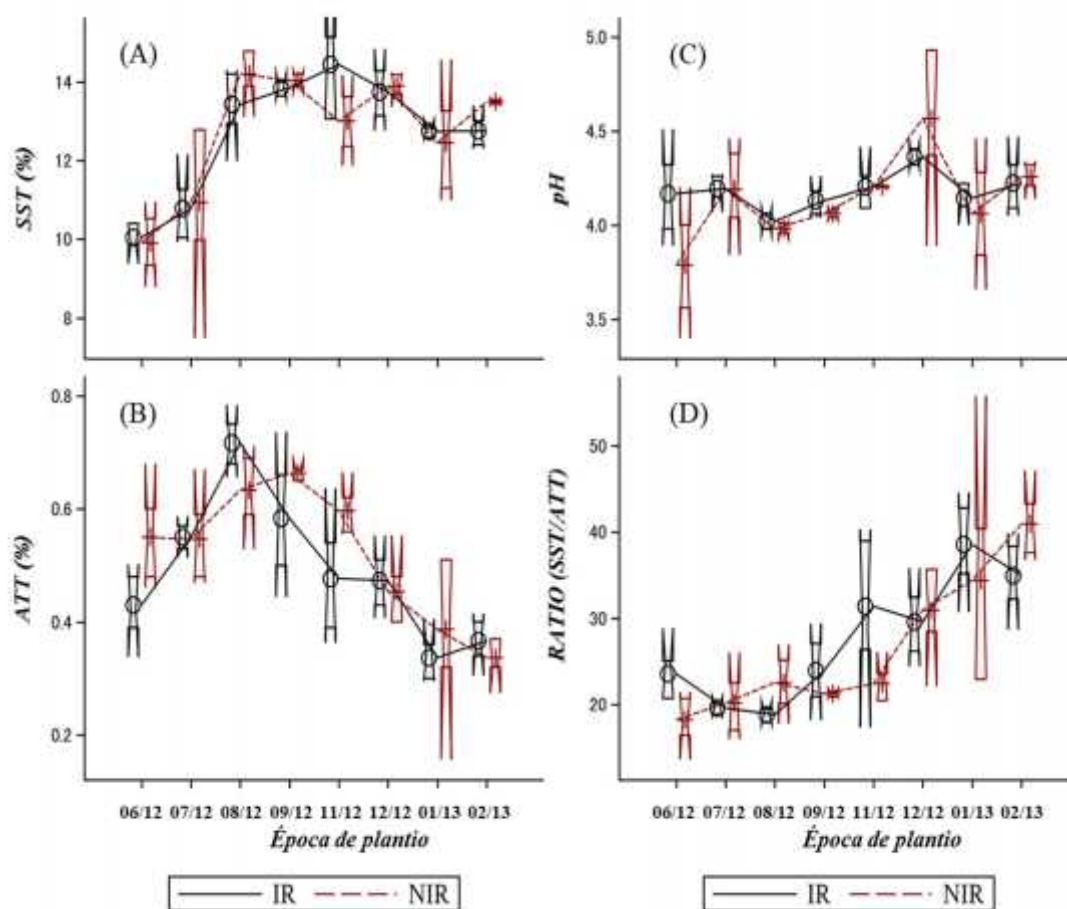 (A)
SST (%)
14
12
10
8
(C)
pH
5.0
4.5
4.0
3.5
(B)
ATT (%)
0.8
0.6
0.4
0.2
06/12 07/12 08/12 09/12 11/12 12/12 01/13 02/13
Época de plantio
IR NIR
(D)
RATIO (SST/ATT)
50
40
30
20
06/12 07/12 08/12 09/12 11/12 12/12 01/13 02/13
Época de plantio
IR NIR